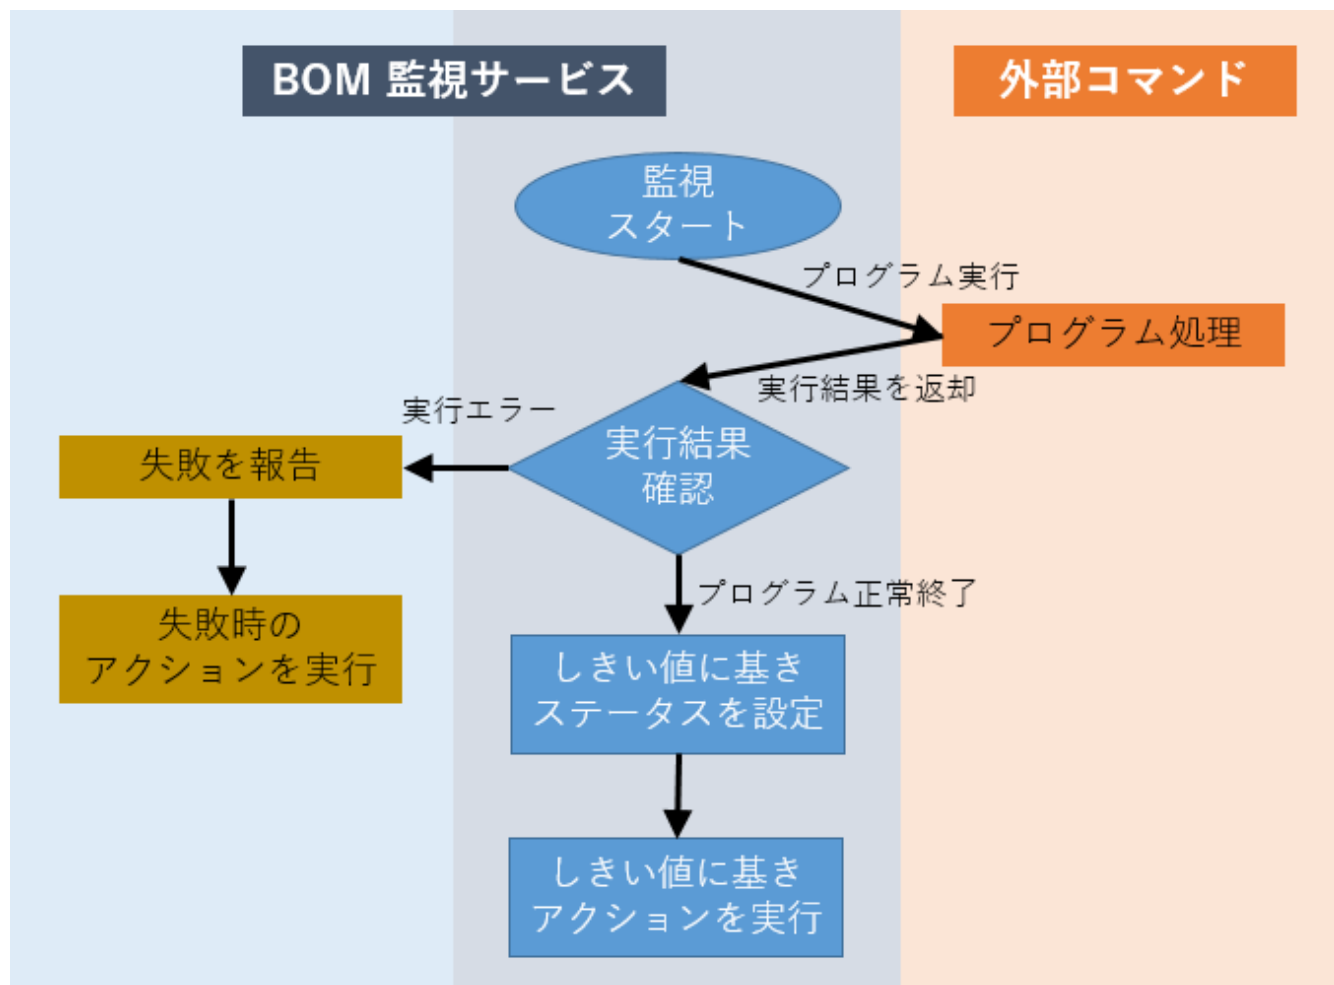 BOM 監視サービス
外部コマンド
監視
スタート
プログラム実行
プログラム処理
実行結果を返却
実行エラー
実行結果
確認
失敗を報告
プログラム正常終了
失敗時の
アクションを実行
しきい値に基き
ステータスを設定
しきい値に基き
アクションを実行